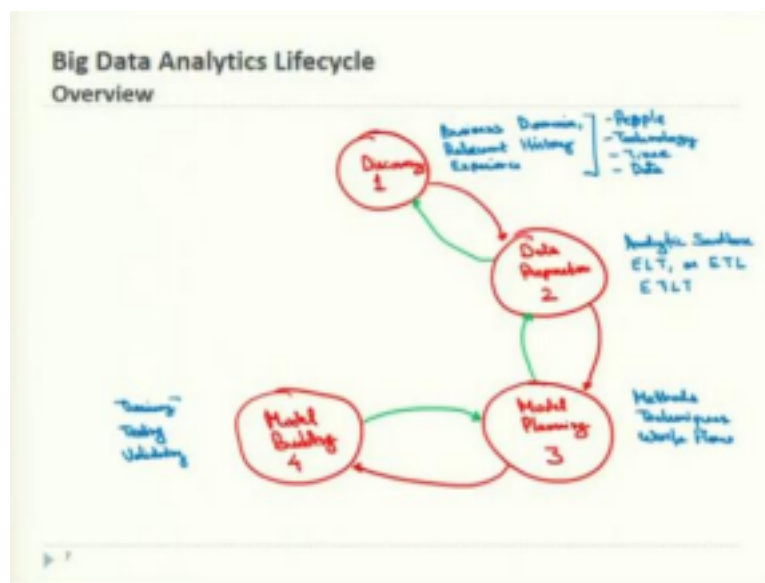 Big Data Analytics Lifecycle
Overview
Discovery
1
Business Domain,
Relevant History
Experience
- People
- Technology
- Time
- Data
Data
Preparation
2
Analytic Sandbox
ELT, or ETL
ETLT
Model
Planning
3
Methods
Techniques
Work Flow
Model
Building
4
Training
Testing
Validating
7